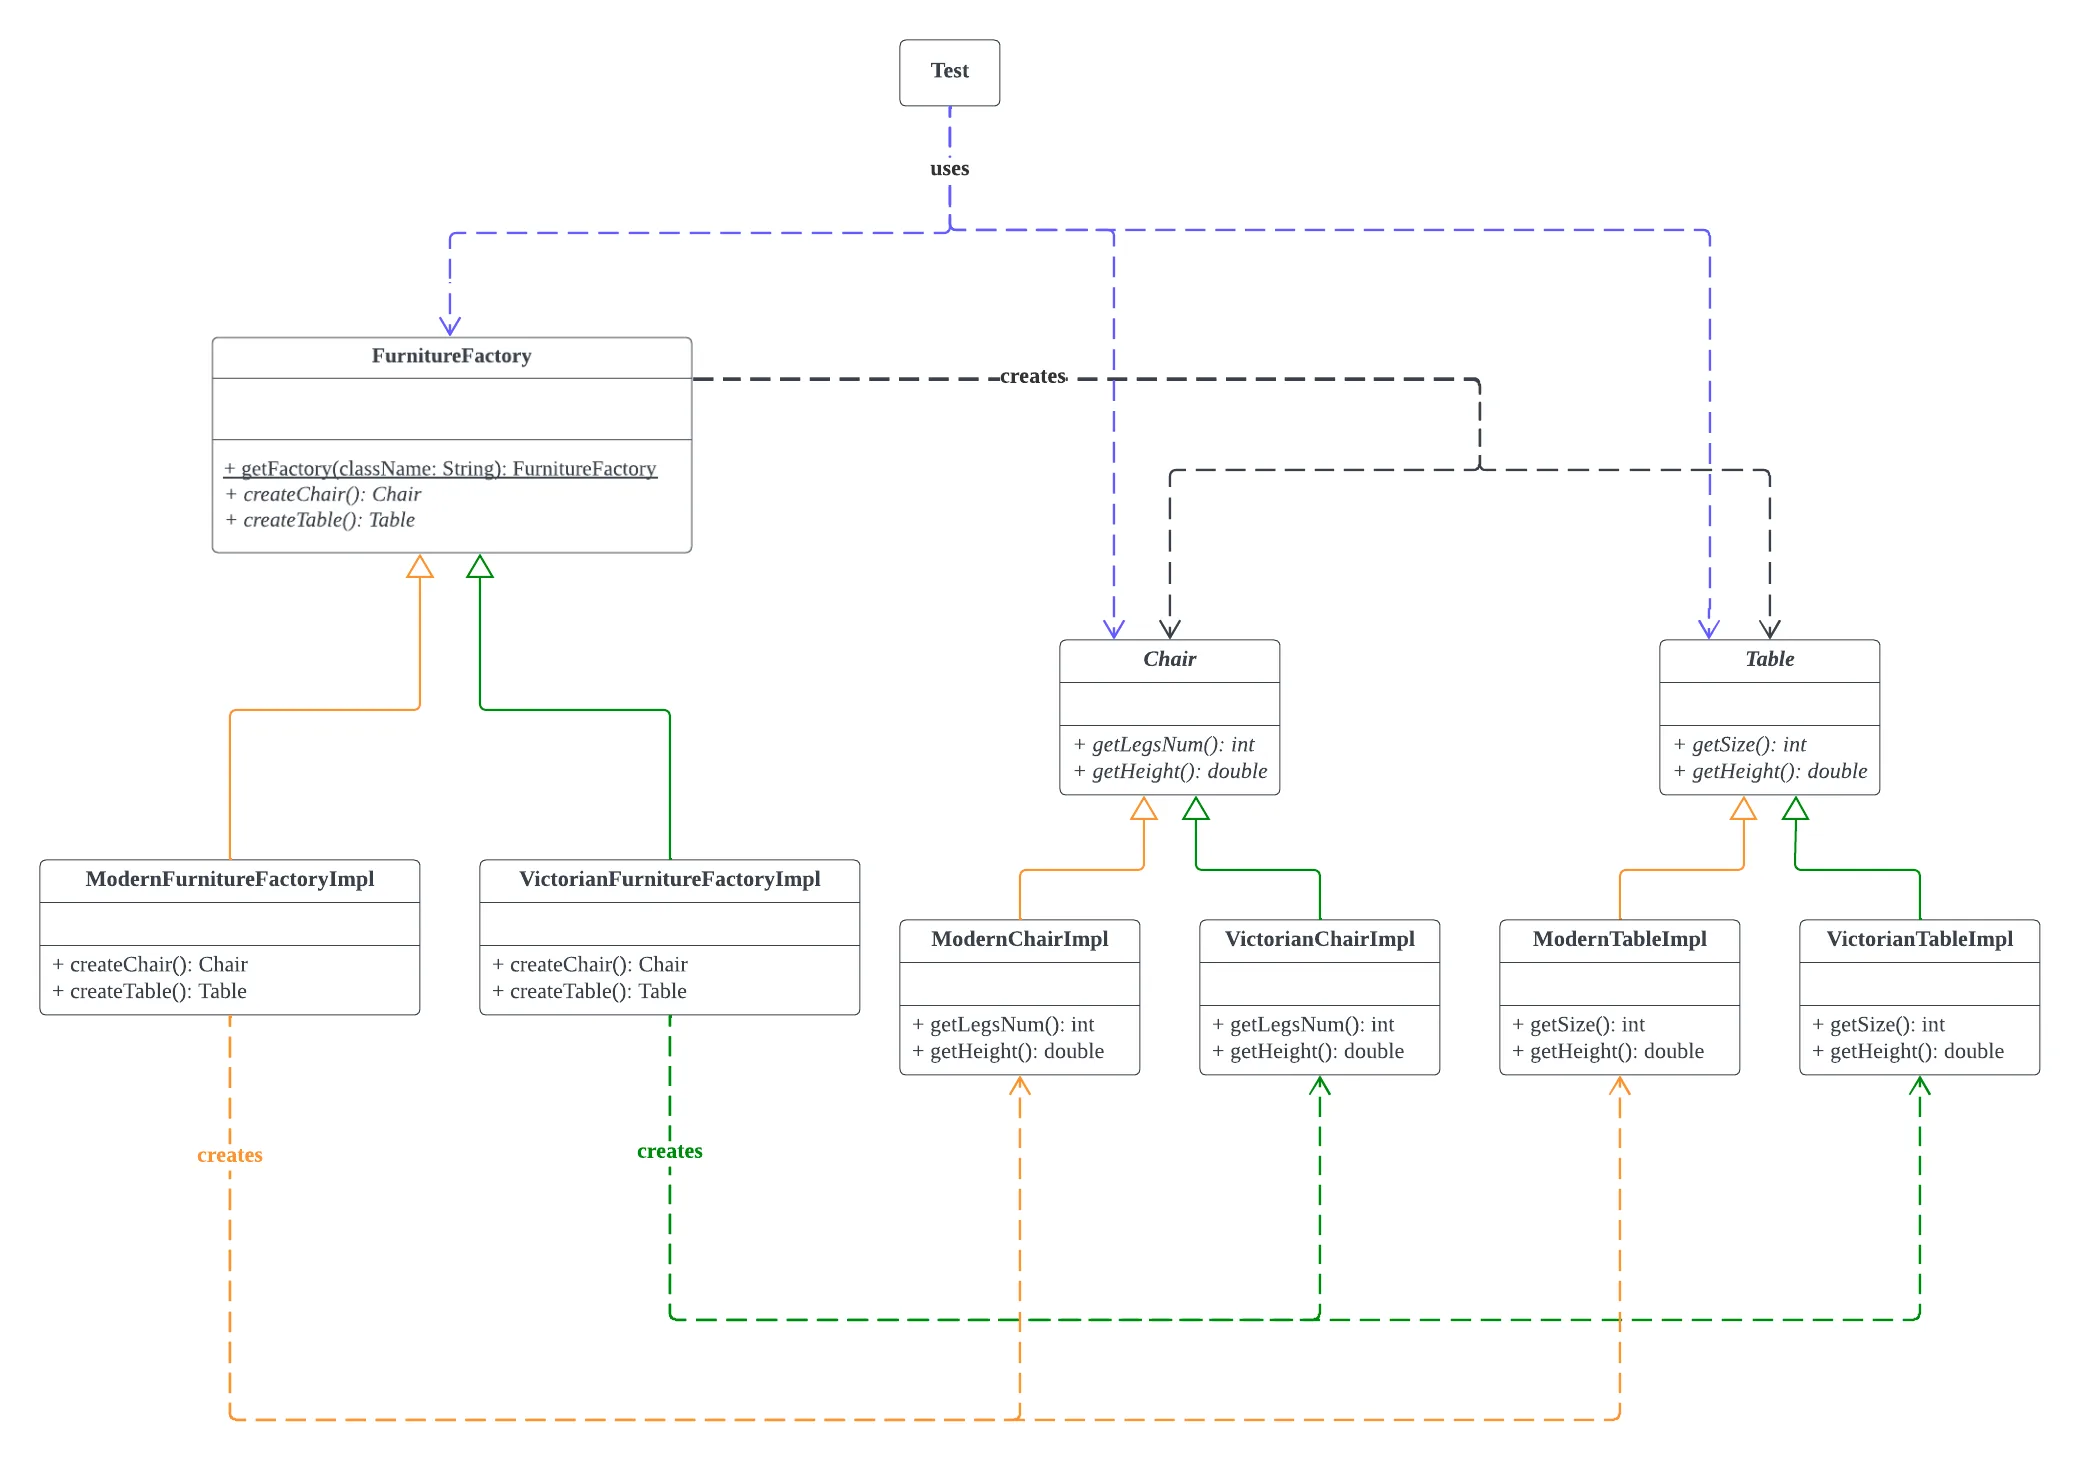 Test
uses
FurnitureFactory
+ getFactory(className: String): FurnitureFactory
+ createChair(): Chair
+ createTable(): Table
creates
Chair
+ getLegsNum(): int
+ getHeight(): double
Table
+ getSize(): int
+ getHeight(): double
ModernFurnitureFactoryImpl
+ createChair(): Chair
+ createTable(): Table
VictorianFurnitureFactoryImpl
+ createChair(): Chair
+ createTable(): Table
ModernChairImpl
+ getLegsNum(): int
+ getHeight(): double
VictorianChairImpl
+ getLegsNum(): int
+ getHeight(): double
ModernTableImpl
+ getSize(): int
+ getHeight(): double
VictorianTableImpl
+ getSize(): int
+ getHeight(): double
creates
creates